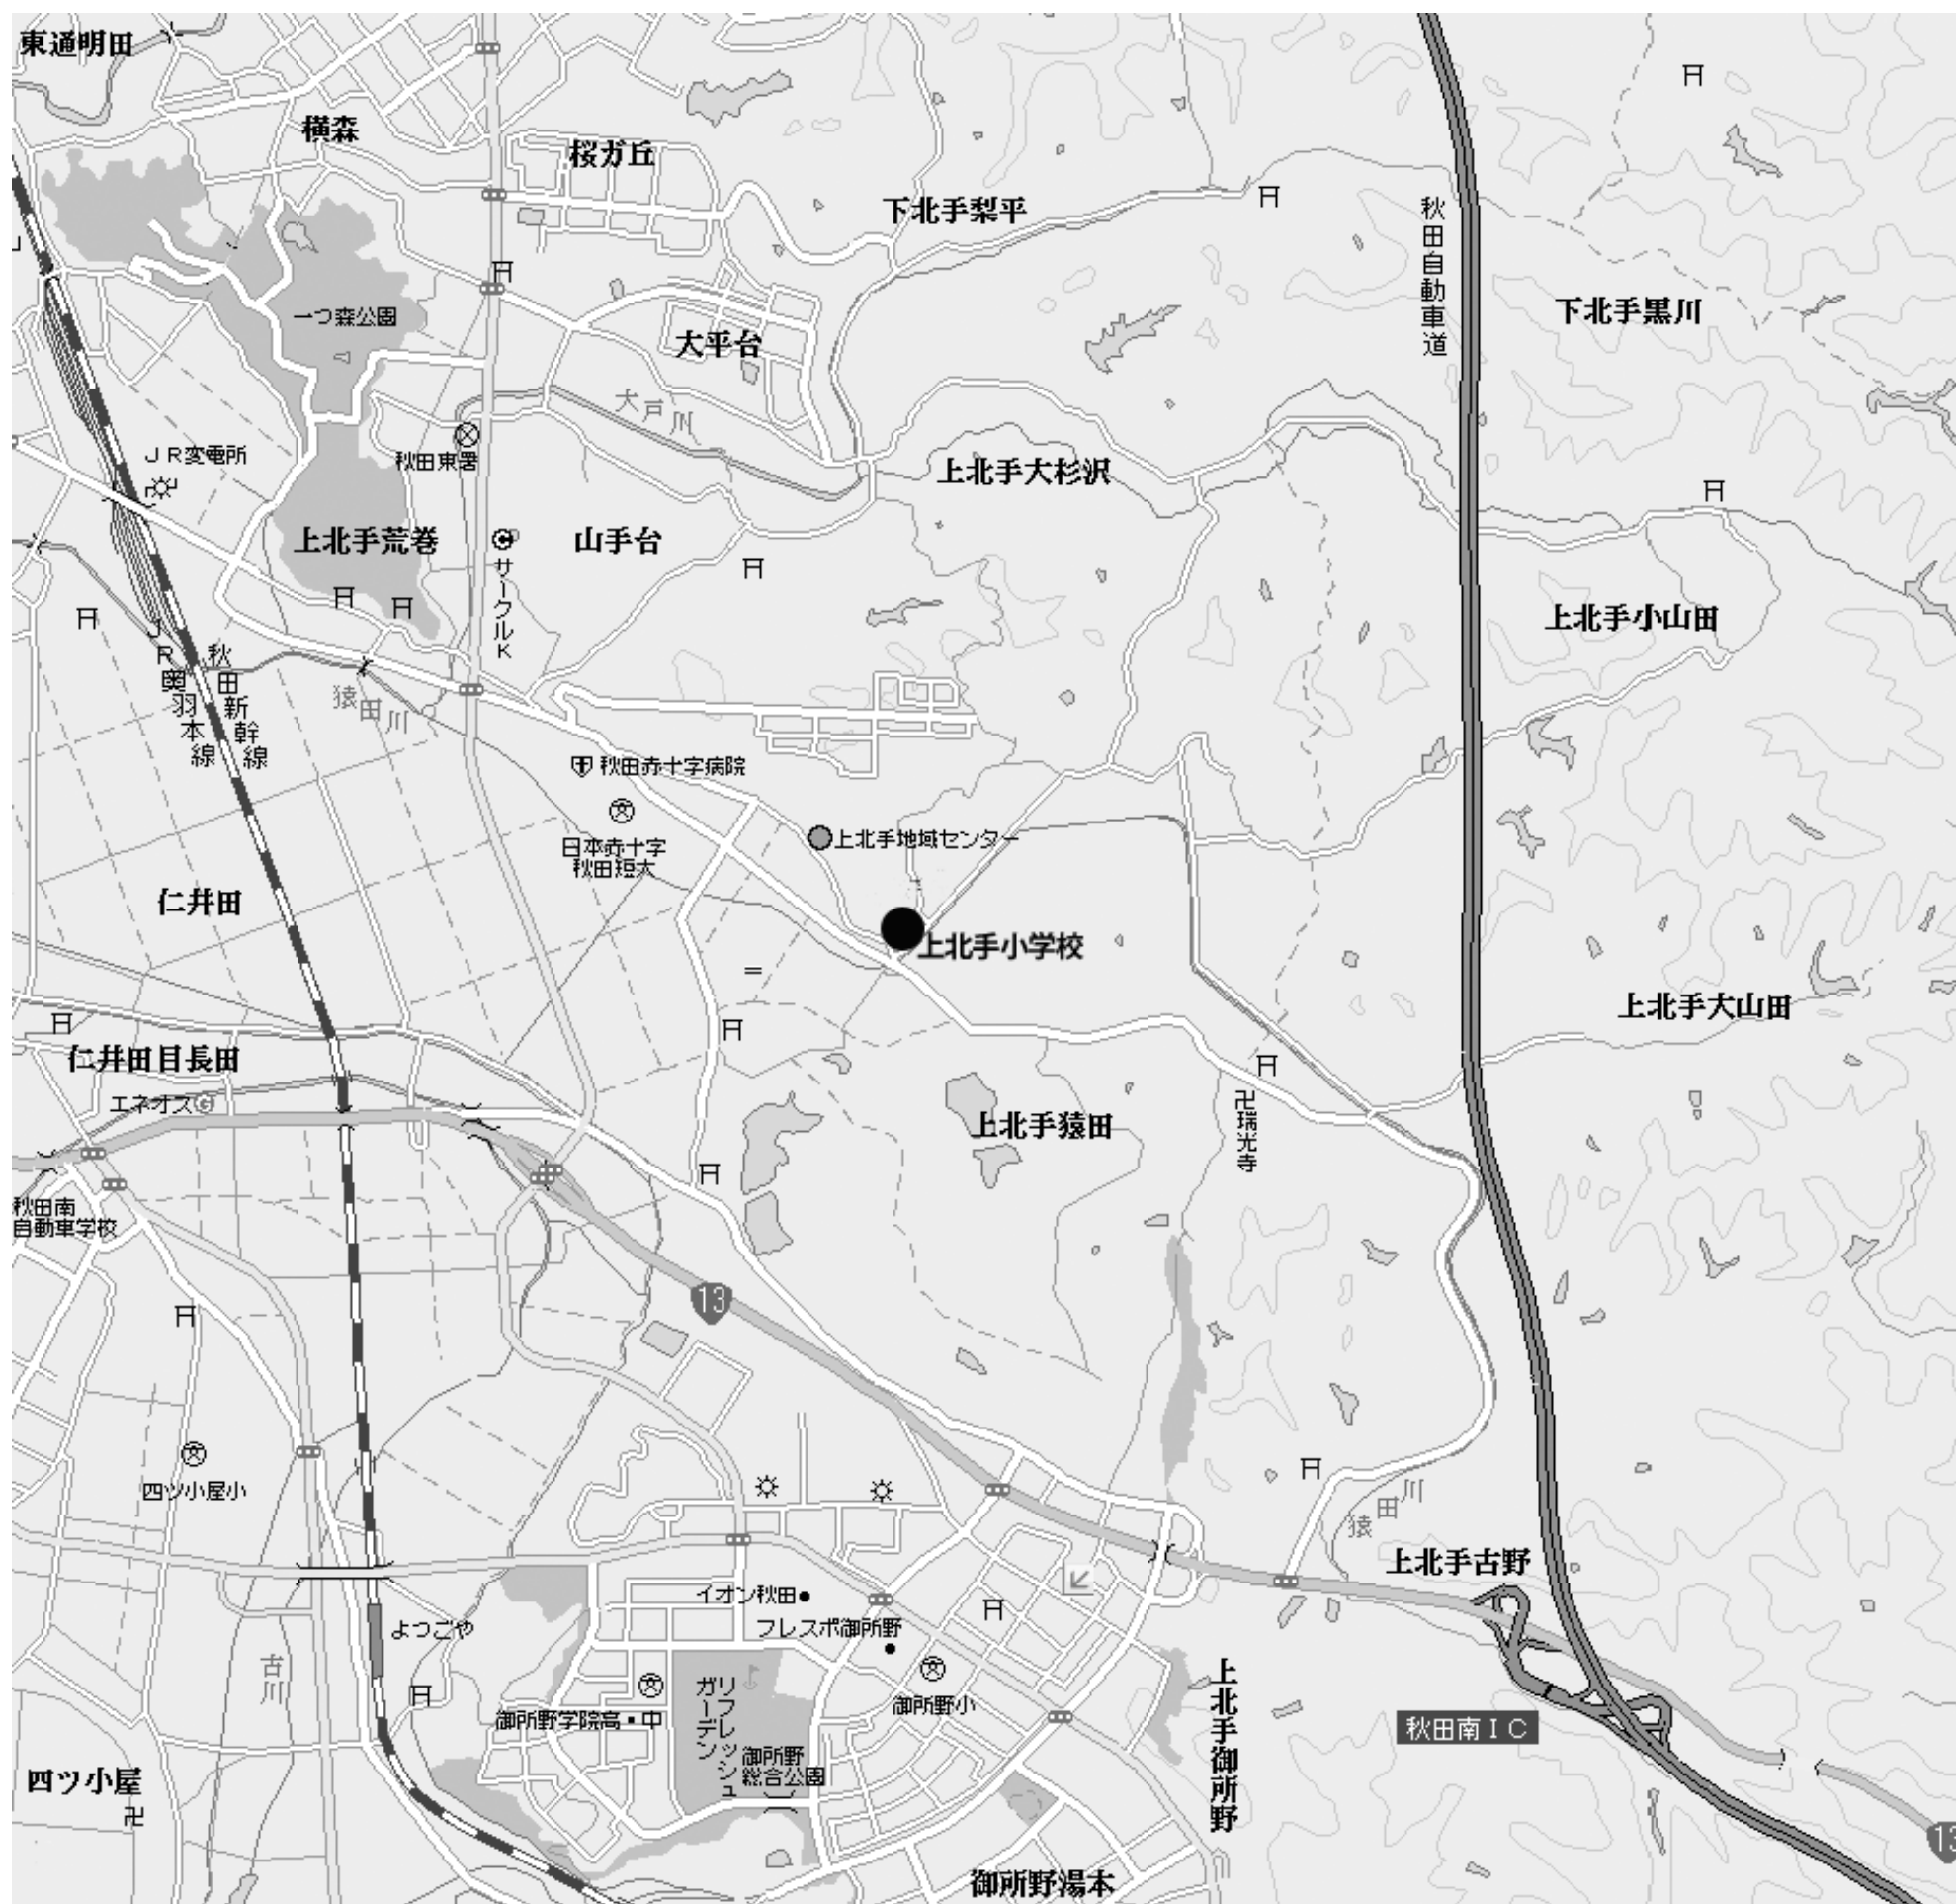 東通明田
横森
桜ガ丘
下北手梨平
秋田自動車道
下北手黒川
一つ森公園
大平台
大戸川
JR変電所
秋田東署
上北手大杉沢
上北手荒巻
サークルK
山手台
上北手小山田
JR奥羽本線
秋田新幹線
猿田川
秋田赤十字病院
日本赤十字
秋田短大
上北手地域センター
仁井田
上北手小学校
上北手大山田
仁井田目長田
エネオス
上北手猿田
卍瑞光寺
秋田南
自動車学校
13
四ツ小屋小
猿田川
上北手古野
イオン秋田
フレスポ御所野
よつごや
古川
御所野学院高・中
リフレッシュ
ガーデン
御所野小
御所野
総合公園
上北手御所野
秋田南IC
四ツ小屋
卍
13
御所野湯本